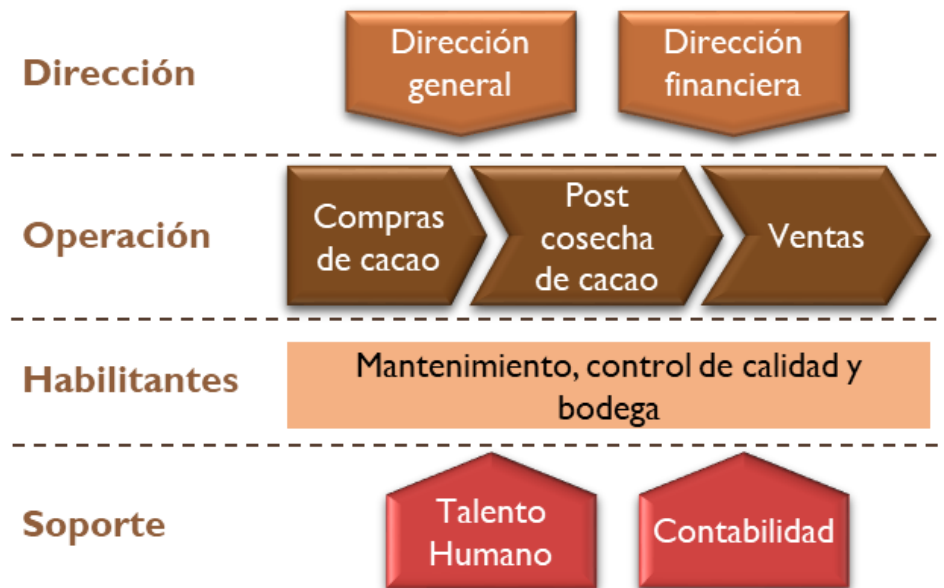 Dirección
Dirección
general
Dirección
financiera
Operación
Compras
de cacao
Post
cosecha
de cacao
Ventas
Habilitantes
Mantenimiento, control de calidad y
bodega
Soporte
Talento
Humano
Contabilidad